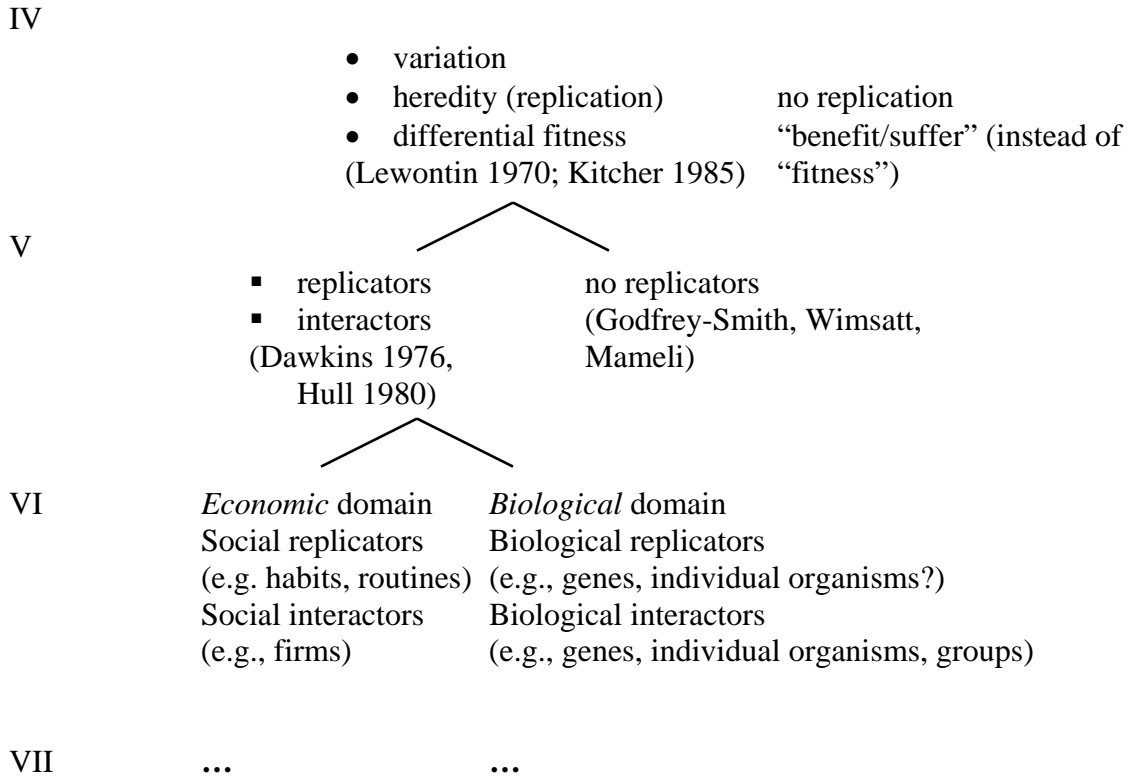 IV
• variation
• heredity (replication) no replication
• differential fitness “benefit/suffer” (instead of
(Lewontin 1970; Kitcher 1985) “fitness”)
V
▪ replicators no replicators
▪ interactors (Godfrey-Smith, Wimsatt,
(Dawkins 1976, Mameli)
Hull 1980)
VI Economic domain Biological domain
Social replicators Biological replicators
(e.g. habits, routines) (e.g., genes, individual organisms?)
Social interactors Biological interactors
(e.g., firms) (e.g., genes, individual organisms, groups)
VII … …